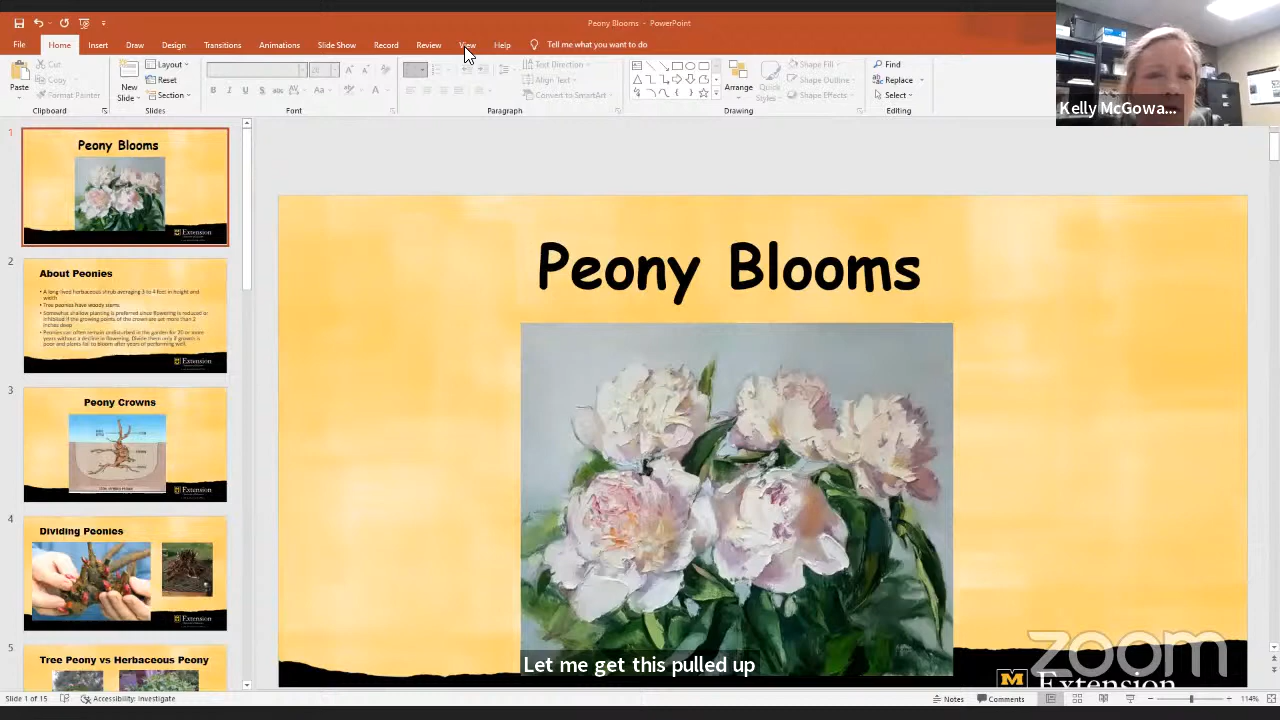 Peony Blooms - PowerPoint
File Home Insert Draw Design Transitions Animations Slide Show Record Review View Help Tell me what you want to do
Paste
Cut
Copy
Format Painter
Clipboard
New
Slide
Layout
Reset
Section
Slides
Font
Text Direction
Align Text
Convert to SmartArt
Paragraph
Arrange
Quick
Styles
Shape Fill
Shape Outline
Shape Effects
Drawing
Find
Replace
Select
Editing
Kelly McGowa...
1
Peony Blooms
Extension
2
About Peonies
• A long lived herbaceous shrub averaging 3 to 4 feet in height and
width
• Tree peonies have woody stems.
• Somewhat shallow planting is preferred since flowering is reduced or
inhibited if the growing points of the crown are set more than 2
inches deep
• Peonies can often remain undisturbed in the garden for 20 or more
years without a decline in flowering. Divide them only if growth is
poor and plants fail to bloom after years of performing well.
Extension
3
Peony Crowns
Extension
4
Dividing Peonies
Extension
5
Tree Peony vs Herbaceous Peony
Peony Blooms
Let me get this pulled up
M Extension
zoom
Slide 1 of 15 Accessibility: Investigate Notes Comments 114%